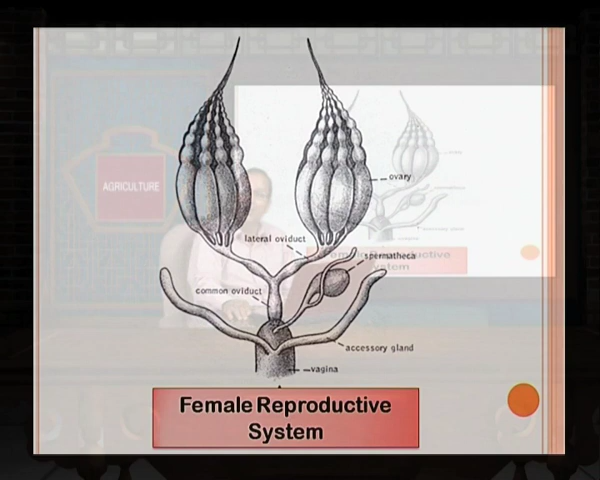 AGRICULTURE
ovary
lateral oviduct
spermatheca
common oviduct
accessory gland
vagina
Female Reproductive
System